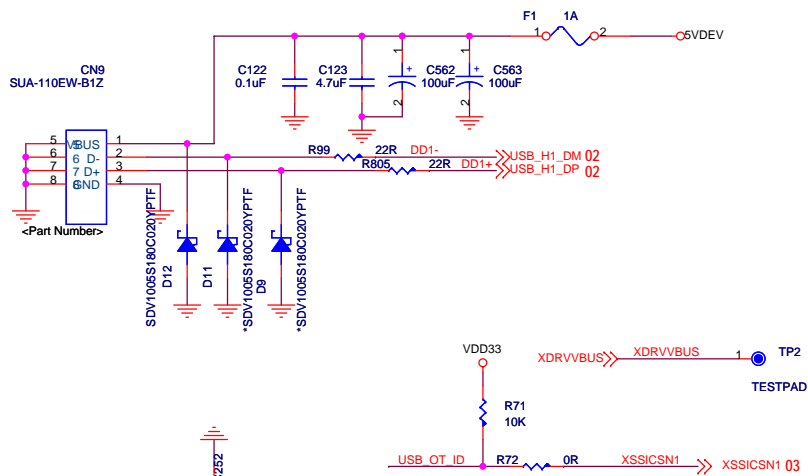 F1 1A
1 2 5VDEV
CN9
SUA-110EW-B1Z
C122
0.1uF
C123
4.7uF
1
+
2
C562
100uF
1
+
2
C563
100uF
5 VBUS 1
6 6 D- 2
7 7 D+ 3
8 GND 4
<Part Number>
R99 22R DD1- USB_H1_DM 02
R805 22R DD1+ USB_H1_DP 02
SDV1005S180C020YPTF
D12
*SDV1005S180C020YPTF
D11
*SDV1005S180C020YPTF
D9
VDD33
XDRVVBUS XDRVVBUS 1 TP2
TESTPAD
R71
10K
USB_OT_ID R72 0R XSSICSN1 XSSICSN1 03